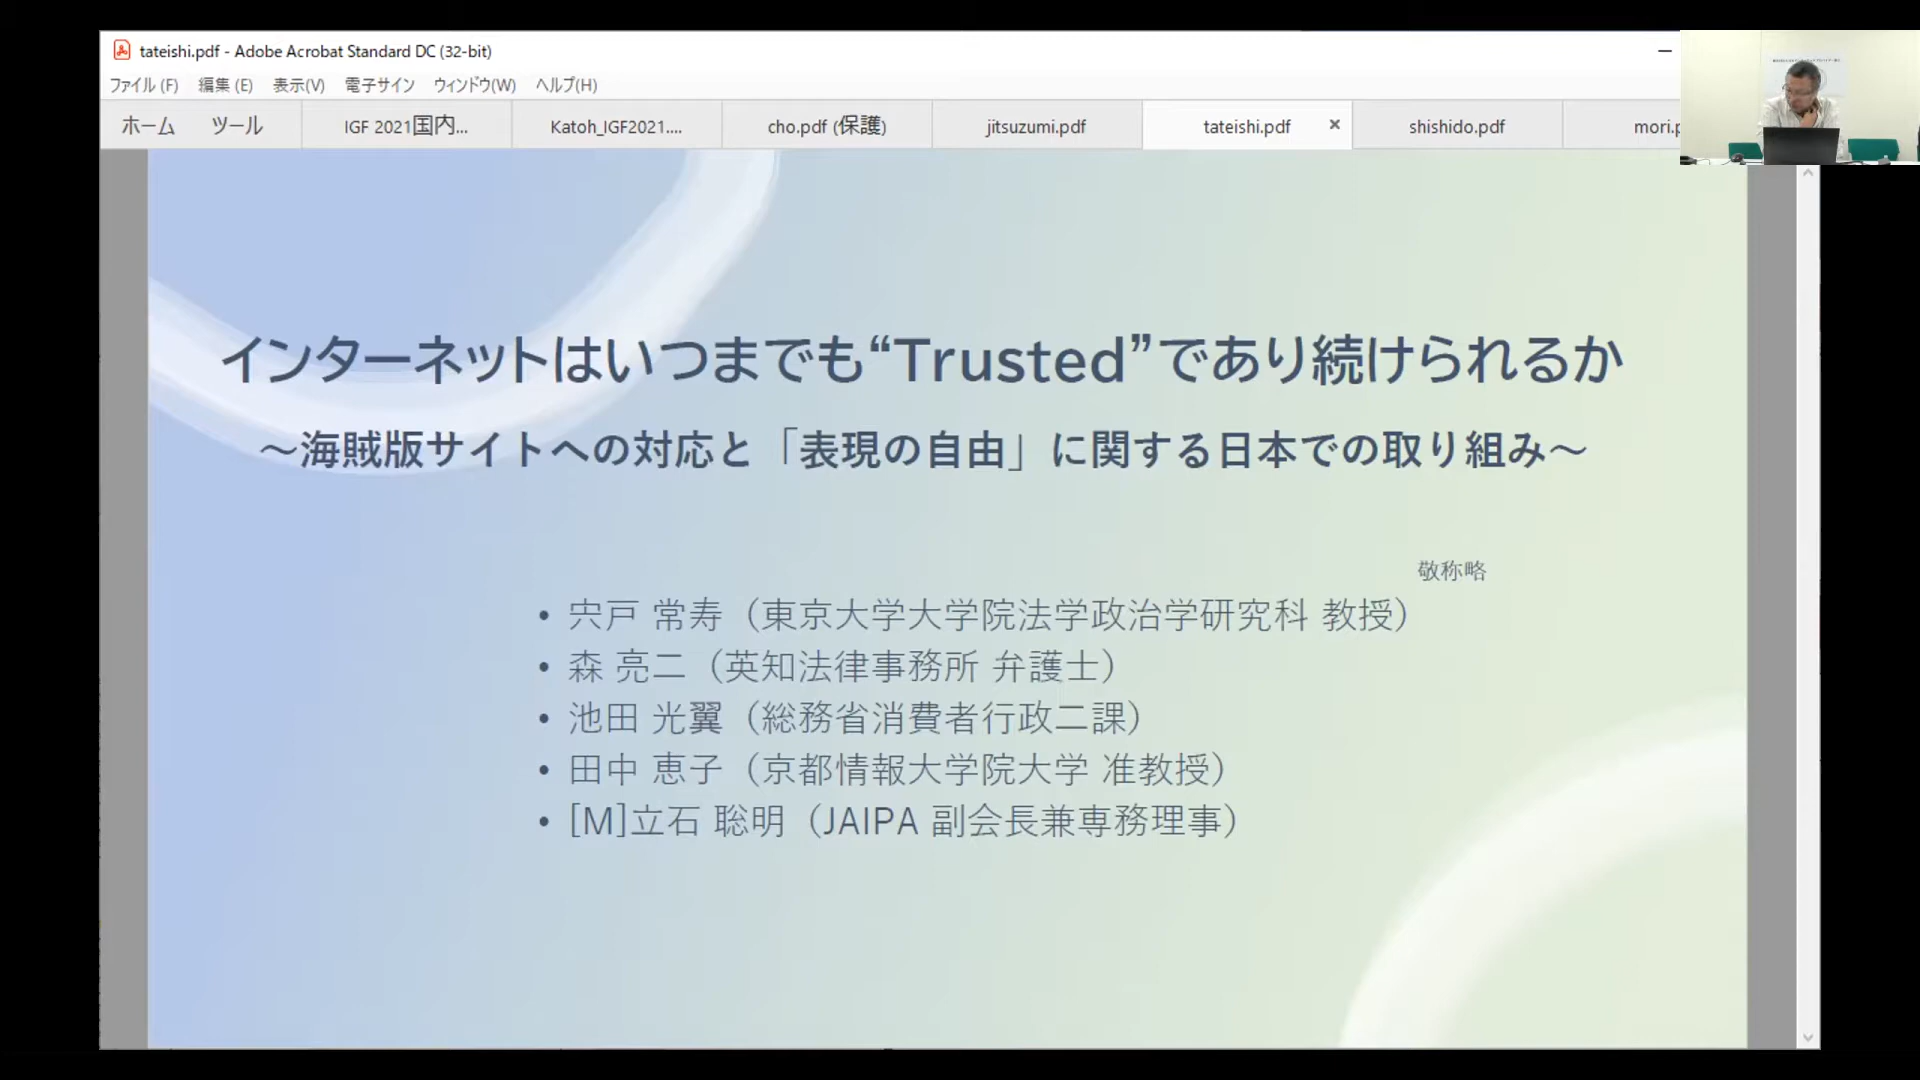 tateishi.pdf - Adobe Acrobat Standard DC (32-bit)
ファイル (F) 編集 (E) 表示(V) 電子サイン ウィンドウ(W) ヘルプ(H)
ホーム ツール IGF 2021国内... Katoh_IGF2021.... cho.pdf (保護) jitsuzumi.pdf tateishi.pdf × shishido.pdf mori.p
インターネットはいつまでも“Trusted”であり続けられるか
～海賊版サイトへの対応と「表現の自由」に関する日本での取り組み～
敬称略
• 宍戸 常寿（東京大学大学院法学政治学研究科 教授）
• 森 亮二（英知法律事務所 弁護士）
• 池田 光翼（総務省消費者行政二課）
• 田中 恵子（京都情報大学院大学 准教授）
• [M]立石 聡明（JAIPA 副会長兼専務理事）